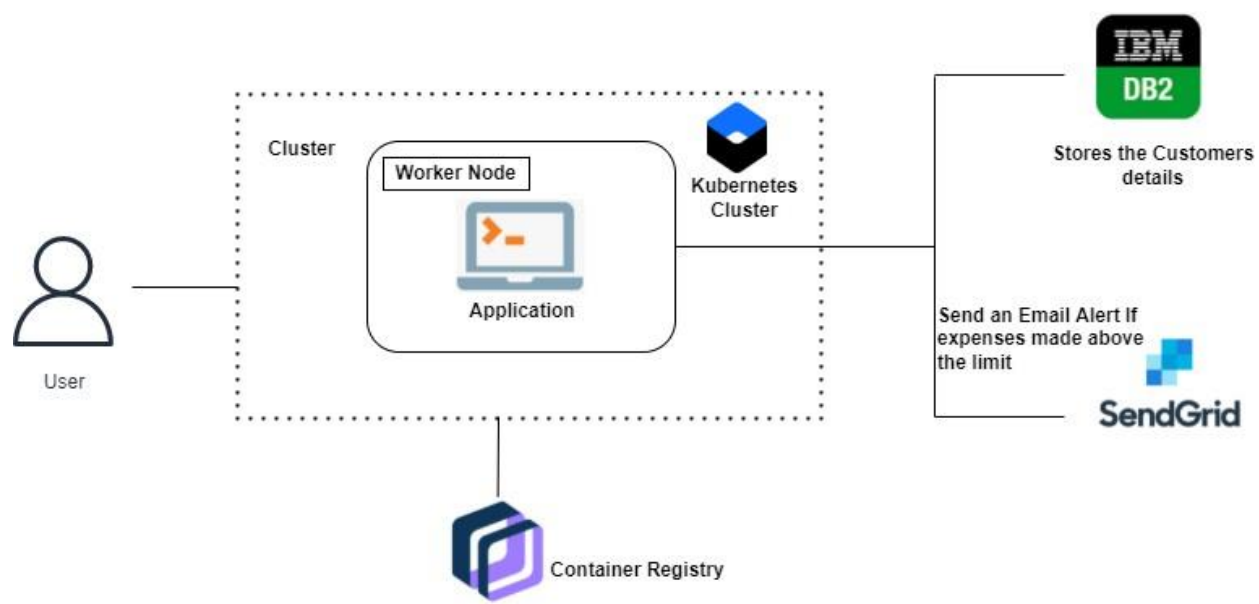 IBM
DB2
Stores the Customers
details
Cluster
Worker Node
Kubernetes
Cluster
Application
User
Send an Email Alert If
expenses made above
the limit
SendGrid
Container Registry